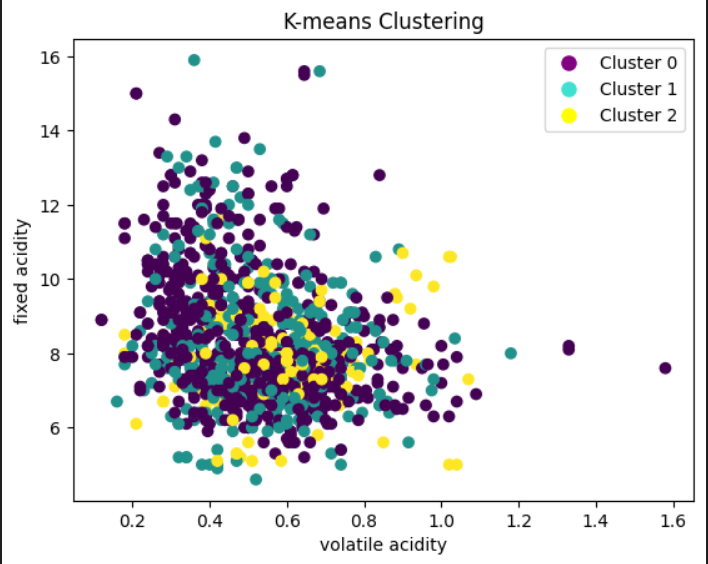 K-means Clustering
Cluster 0
Cluster 1
Cluster 2
16
14
12
10
8
6
fixed acidity
0.2 0.4 0.6 0.8 1.0 1.2 1.4 1.6
volatile acidity